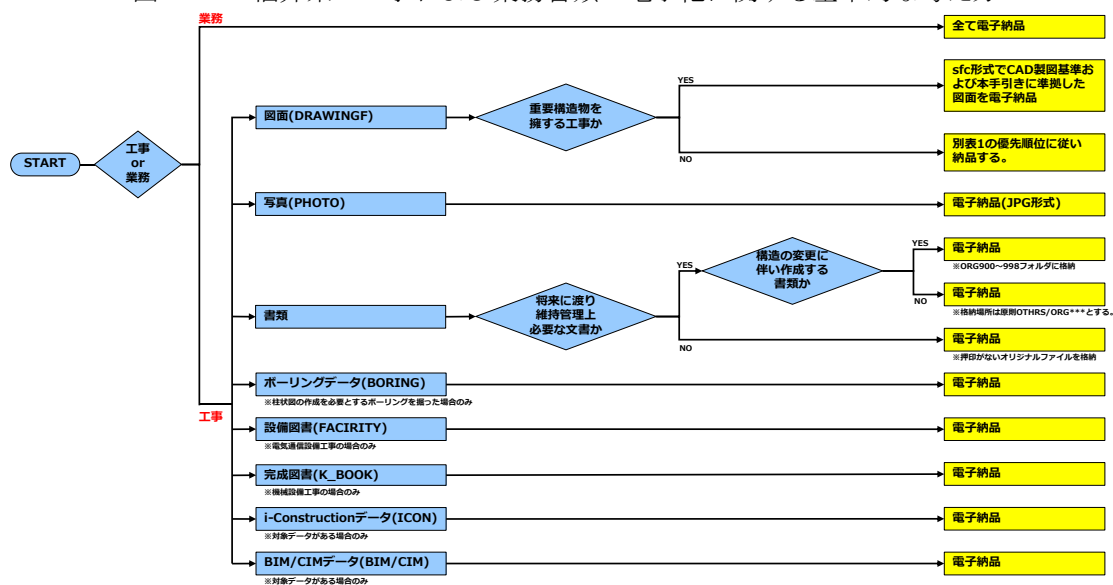 業務
全て電子納品
sfc形式でCAD製図基準お
よび本手引きに準拠した
図面を電子納品
YES
図面(DRAWINGF)
重要構造物を
擁する工事か
NO
別表1の優先順位に従い
納品する。
START
工事
or
業務
写真(PHOTO)
電子納品(JPG形式)
書類
将来に渡り
維持管理上
必要な文書か
YES
構造の変更に
伴い作成する
書類か
YES
電子納品
※ORG900～998フォルダに格納
NO
電子納品
※格納場所は原則OTHRS/ORG***とする。
NO
電子納品
※押印がないオリジナルファイルを格納
工事
ボーリングデータ(BORING)
※柱状図の作成を必要とするボーリングを掘った場合のみ
電子納品
設備図書(FACIRITY)
※電気通信設備工事の場合のみ
電子納品
完成図書(K_BOOK)
※機械設備工事の場合のみ
電子納品
i-Constructionデータ(ICON)
※対象データがある場合のみ
電子納品
BIM/CIMデータ(BIM/CIM)
※対象データがある場合のみ
電子納品